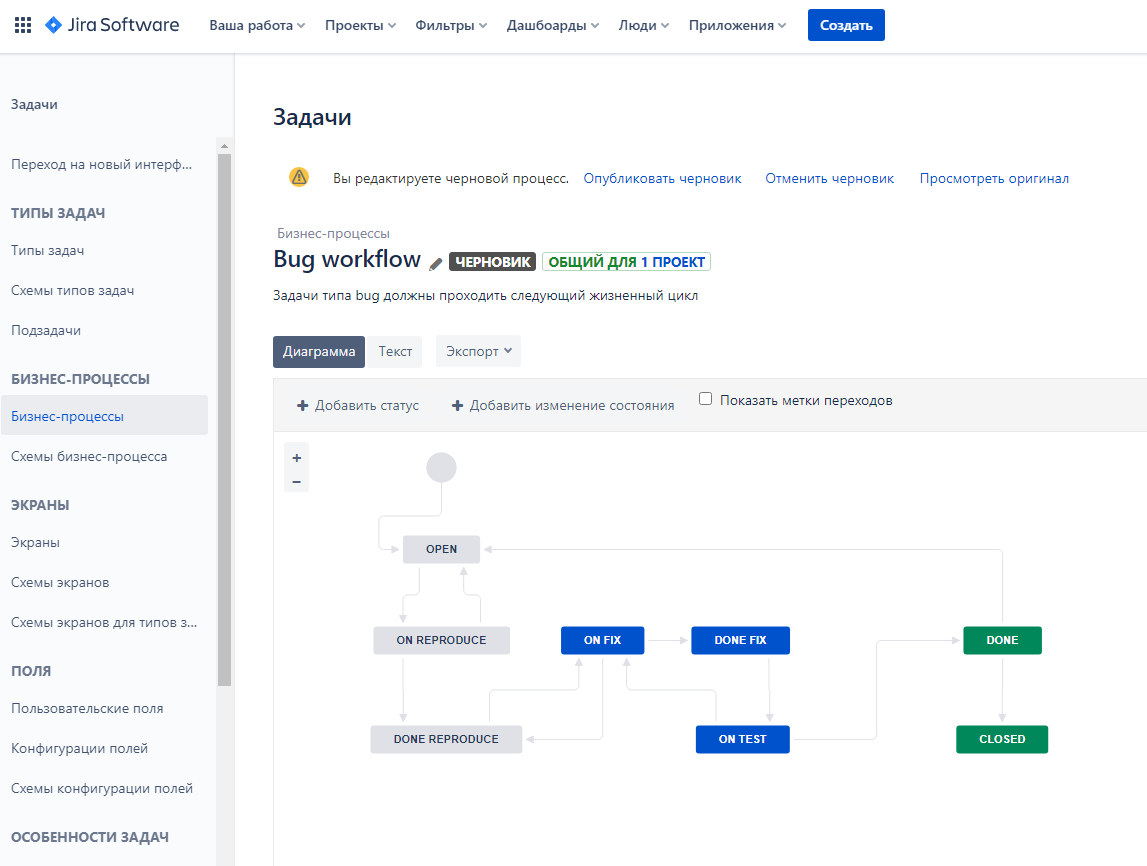 Jira Software Ваша работа Проекты Фильтры Дашбоарды Люди Приложения Создать
Задачи
Переход на новый интерф...
ТИПЫ ЗАДАЧ
Типы задач
Схемы типов задач
Подзадачи
БИЗНЕС-ПРОЦЕССЫ
Бизнес-процессы
Схемы бизнес-процесса
ЭКРАНЫ
Экраны
Схемы экранов
Схемы экранов для типов з...
ПОЛЯ
Пользовательские поля
Конфигурации полей
Схемы конфигурации полей
ОСОБЕННОСТИ ЗАДАЧ
Задачи
Вы редактируете черновой процесс. Опубликовать черновик Отменить черновик Просмотреть оригинал
Бизнес-процессы
Bug workflow ЧЕРНОВИК ОБЩИЙ ДЛЯ 1 ПРОЕКТ
Задачи типа bug должны проходить следующий жизненный цикл
Диаграмма Текст Экспорт
+ Добавить статус + Добавить изменение состояния Показать метки переходов
+
−
OPEN
ON REPRODUCE ON FIX DONE FIX DONE
DONE REPRODUCE ON TEST CLOSED